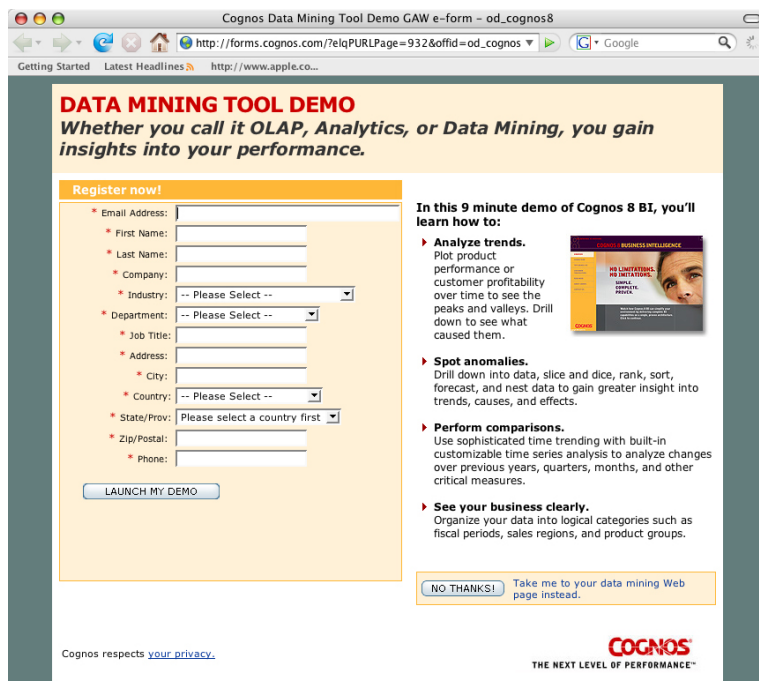 Cognos Data Mining Tool Demo GAW e-form – od_cognos8
http://forms.cognos.com/?elqPURLPage=932&offid=od_cognos
G
Google
Getting Started Latest Headlines http://www.apple.co...
DATA MINING TOOL DEMO
Whether you call it OLAP, Analytics, or Data Mining, you gain
insights into your performance.
Register now!
* Email Address:
* First Name:
* Last Name:
* Company:
* Industry: -- Please Select --
* Department: -- Please Select --
* Job Title:
* Address:
* City:
* Country: -- Please Select --
* State/Prov: Please select a country first
* Zip/Postal:
* Phone:
LAUNCH MY DEMO
In this 9 minute demo of Cognos 8 BI, you'll
learn how to:
Analyze trends.
Plot product
performance or
customer profitability
over time to see the
peaks and valleys. Drill
down to see what
caused them.
COGNOS 8 BUSINESS INTELLIGENCE
NO LIMITATIONS.
NO IMITATIONS.
SIMPLE.
COMPLETE.
PROVEN.
COGNOS
Spot anomalies.
Drill down into data, slice and dice, rank, sort,
forecast, and nest data to gain greater insight into
trends, causes, and effects.
Perform comparisons.
Use sophisticated time trending with built-in
customizable time series analysis to analyze changes
over previous years, quarters, months, and other
critical measures.
See your business clearly.
Organize your data into logical categories such as
fiscal periods, sales regions, and product groups.
NO THANKS!
Take me to your data mining Web
page instead.
Cognos respects your privacy.
COGNOS
THE NEXT LEVEL OF PERFORMANCE™